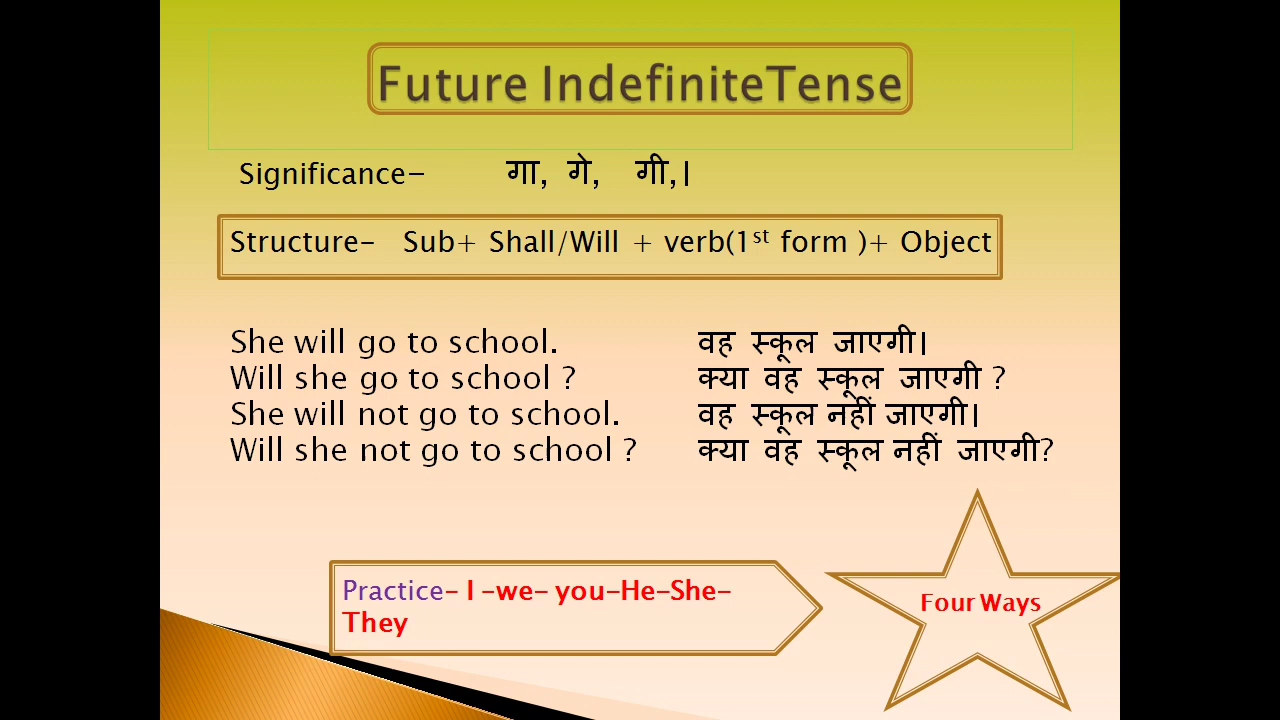 Future IndefiniteTense
Significance- गा, गे, गी,।
Structure- Sub+ Shall/Will + verb(1st form )+ Object
She will go to school. वह स्कूल जाएगी।
Will she go to school ? क्या वह स्कूल जाएगी ?
She will not go to school. वह स्कूल नहीं जाएगी।
Will she not go to school ? क्या वह स्कूल नहीं जाएगी?
Practice- I -we- you-He-She-
They
Four Ways